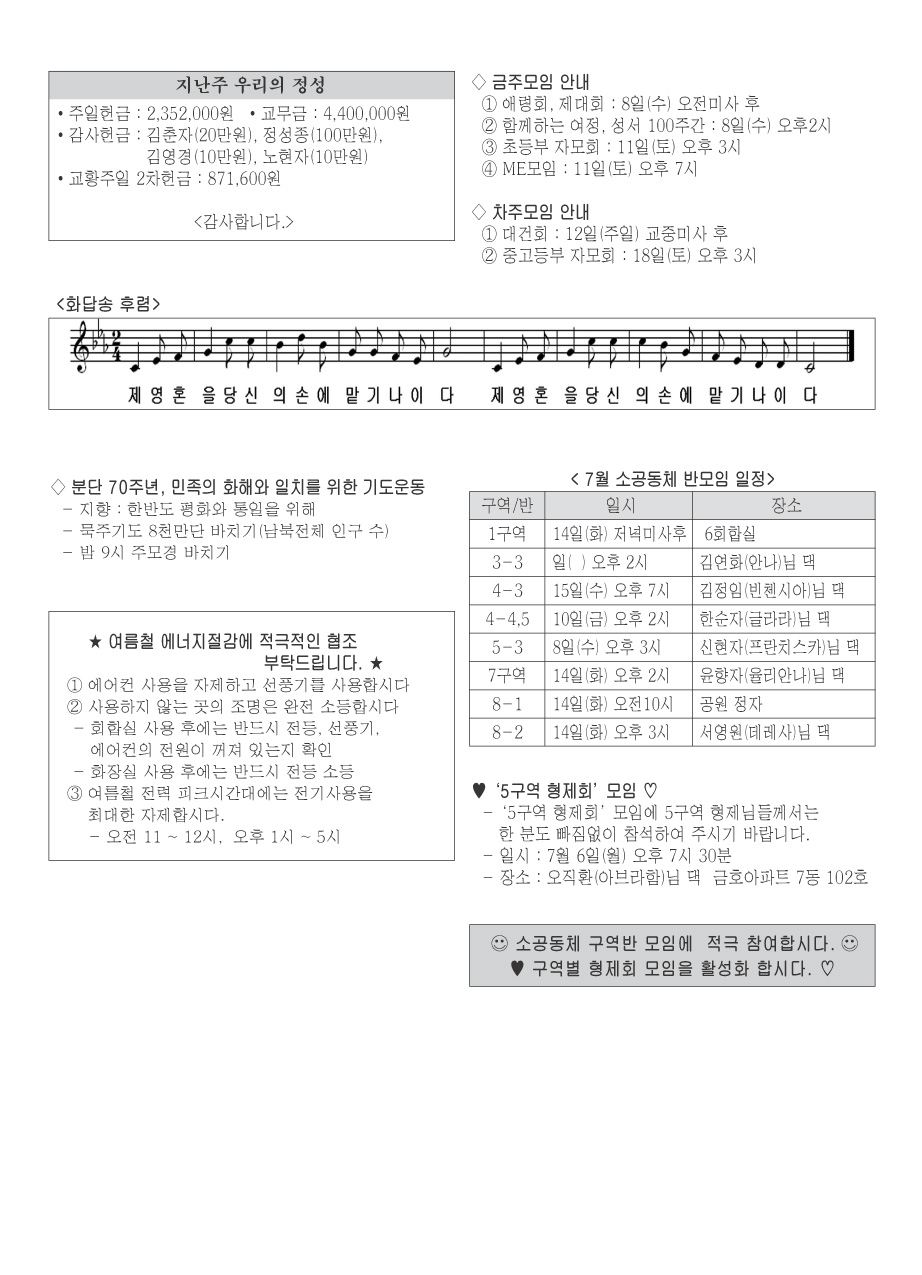 지난주 우리의 정성
• 주일헌금 : 2,352,000원 • 교무금 : 4,400,000원
• 감사헌금 : 김춘자(20만원), 정성종(100만원),
김영경(10만원), 노현자(10만원)
• 교황주일 2차헌금 : 871,600원
<감사합니다.>
◇ 금주모임 안내
① 애령회, 제대회 : 8일(수) 오전미사 후
② 함께하는 여정, 성서 100주간 : 8일(수) 오후2시
③ 초등부 자모회 : 11일(토) 오후 3시
④ ME모임 : 11일(토) 오후 7시
◇ 차주모임 안내
① 대건회 : 12일(주일) 교중미사 후
② 중고등부 자모회 : 18일(토) 오후 3시
<화답송 후렴>
2
4
제 영 혼 을 당 신 의 손 에 맡 기 나 이 다 제 영 혼 을 당 신 의 손 에 맡 기 나 이 다
◇ 분단 70주년, 민족의 화해와 일치를 위한 기도운동
- 지향 : 한반도 평화와 통일을 위해
- 묵주기도 8천만단 바치기(남북전체 인구 수)
- 밤 9시 주모경 바치기
★ 여름철 에너지절감에 적극적인 협조
부탁드립니다. ★
① 에어컨 사용을 자제하고 선풍기를 사용합시다
② 사용하지 않는 곳의 조명은 완전 소등합시다
- 회합실 사용 후에는 반드시 전등, 선풍기,
에어컨의 전원이 꺼져 있는지 확인
- 화장실 사용 후에는 반드시 전등 소등
③ 여름철 전력 피크시간대에는 전기사용을
최대한 자제합시다.
- 오전 11 ~ 12시, 오후 1시 ~ 5시
< 7월 소공동체 반모임 일정>
구역/반 일시 장소
1구역 14일(화) 저녁미사후 6회합실
3-3 일( ) 오후 2시 김연화(안나)님 댁
4-3 15일(수) 오후 7시 김정임(빈첸시아)님 댁
4-4,5 10일(금) 오후 2시 한순자(글라라)님 댁
5-3 8일(수) 오후 3시 신현자(프란치스카)님 댁
7구역 14일(화) 오후 2시 윤향자(율리안나)님 댁
8-1 14일(화) 오전10시 공원 정자
8-2 14일(화) 오후 3시 서영원(데레사)님 댁
♥ ‘5구역 형제회’ 모임 ♡
- ‘5구역 형제회’ 모임에 5구역 형제님들께서는
한 분도 빠짐없이 참석하여 주시기 바랍니다.
- 일시 : 7월 6일(월) 오후 7시 30분
- 장소 : 오직환(아브라함)님 댁 금호아파트 7동 102호
☺ 소공동체 구역반 모임에 적극 참여합시다. ☺
♥ 구역별 형제회 모임을 활성화 합시다. ♡